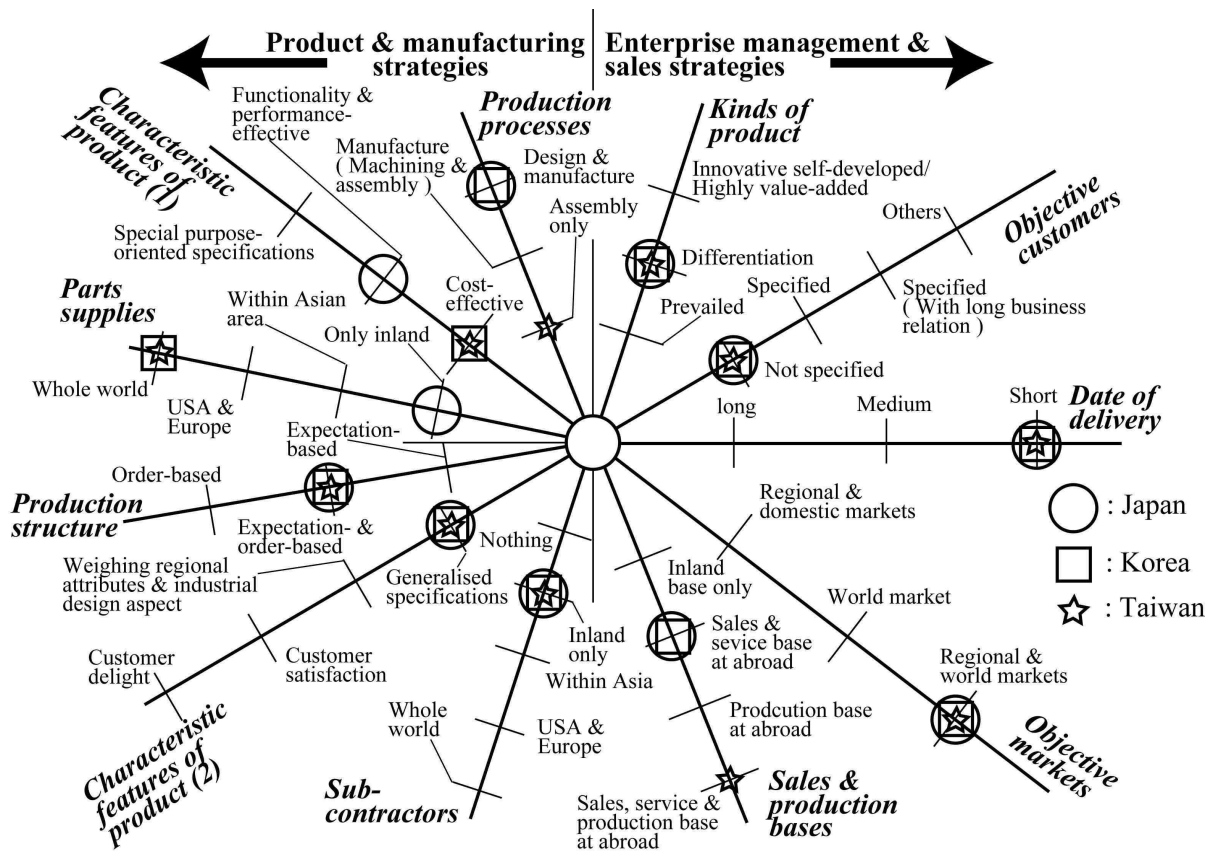 Product & manufacturing
strategies
Enterprise management &
sales strategies
Characteristic
features of
product (1)
Functionality &
performance-
effective
Production
processes
Kinds of
product
Manufacture
( Machining &
assembly )
Design &
manufacture
Innovative self-developed/
Highly value-added
Assembly
only
Others
Objective
customers
Special purpose-
oriented specifications
Cost-
effective
Differentiation
Specified
Specified
( With long business
relation )
Parts
supplies
Within Asian
area
Only inland
Prevailed
Not specified
Whole world
USA &
Europe
long
Medium
Short
Date of
delivery
Expectation-
based
Order-based
Production
structure
Expectation- &
order-based
Regional &
domestic markets
: Japan
: Korea
: Taiwan
Weighing regional
attributes & industrial
design aspect
Generalised
specifications
Nothing
Inland
base only
World market
Customer
delight
Customer
satisfaction
Inland
only
Sales &
sevice base
at abroad
Regional &
world markets
Within Asia
Whole
world
USA &
Europe
Prodcution base
at abroad
Objective
markets
Characteristic
features of
product (2)
Sub-
contractors
Sales, service &
production base
at abroad
Sales &
production
bases